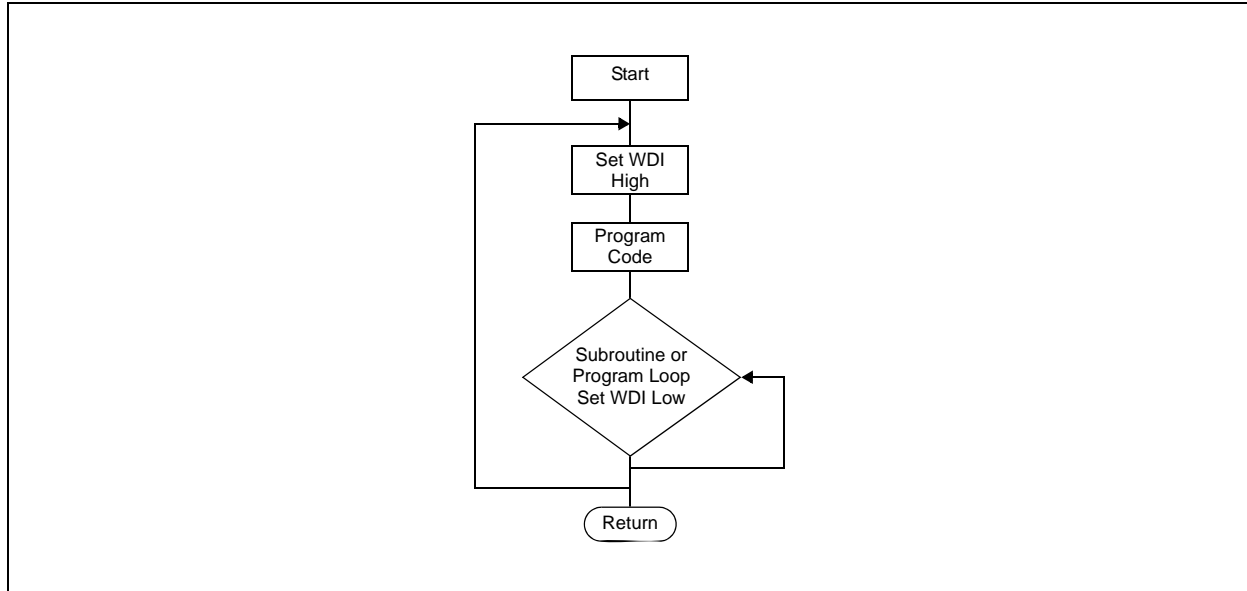 Start
Set WDI
High
Program
Code
Subroutine or
Program Loop
Set WDI Low
Return